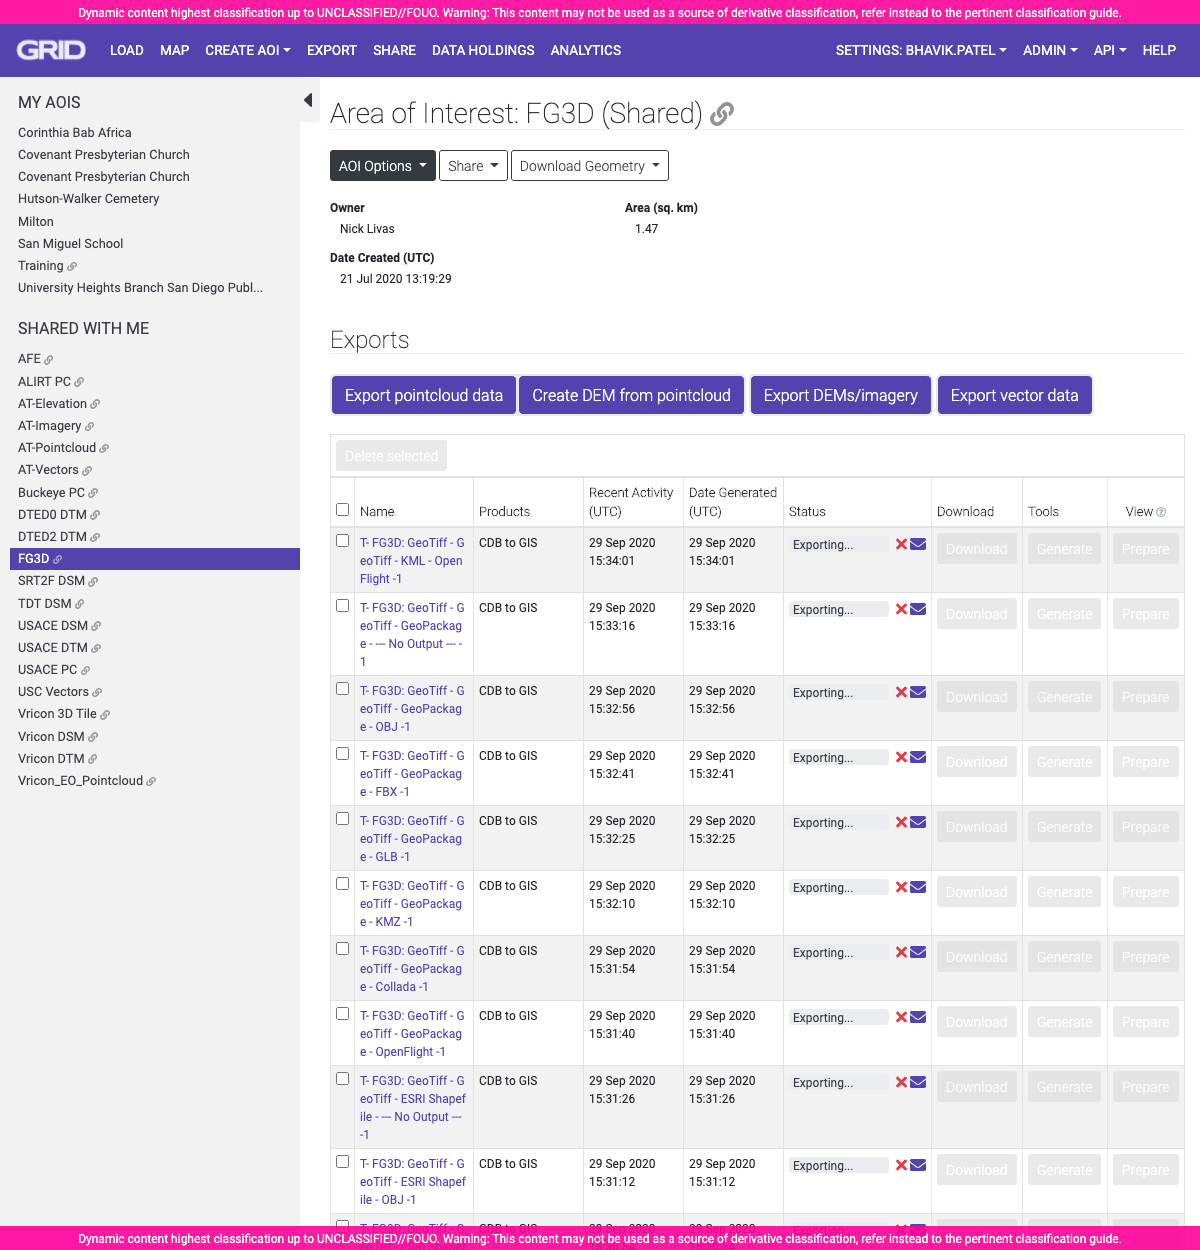 Dynamic content highest classification up to UNCLASSIFIED//FOUO. Warning: This content may not be used as a source of derivative classification, refer instead to the pertinent classification guide.
GRID LOAD MAP CREATE AOI EXPORT SHARE DATA HOLDINGS ANALYTICS SETTINGS: BHAVIK.PATEL ADMIN API HELP
MY AOIS
Corinthia Bab Africa
Covenant Presbyterian Church
Covenant Presbyterian Church
Hutson-Walker Cemetery
Milton
San Miguel School
Training
University Heights Branch San Diego Publ...
SHARED WITH ME
AFE
ALIRT PC
AT-Elevation
AT-Imagery
AT-Pointcloud
AT-Vectors
Buckeye PC
DTED0 DTM
DTED2 DTM
FG3D
SRT2F DSM
TDT DSM
USACE DSM
USACE DTM
USACE PC
USC Vectors
Vricon 3D Tile
Vricon DSM
Vricon DTM
Vricon_EO_Pointcloud
Area of Interest: FG3D (Shared)
AOI Options Share Download Geometry
Owner Area (sq. km)
Nick Livas 1.47
Date Created (UTC)
21 Jul 2020 13:19:29
Exports
Export pointcloud data Create DEM from pointcloud Export DEMs/imagery Export vector data
Delete selected
Recent Activity Date Generated
Name Products (UTC) (UTC) Status Download Tools View
T- FG3D: GeoTiff - G CDB to GIS 29 Sep 2020 29 Sep 2020 Exporting... Download Generate Prepare
eoTiff - KML - Open 15:34:01 15:34:01
Flight -1
T- FG3D: GeoTiff - G CDB to GIS 29 Sep 2020 29 Sep 2020 Exporting... Download Generate Prepare
eoTiff - GeoPackag 15:33:16 15:33:16
e - --- No Output --- -
1
T- FG3D: GeoTiff - G CDB to GIS 29 Sep 2020 29 Sep 2020 Exporting... Download Generate Prepare
eoTiff - GeoPackag 15:32:56 15:32:56
e - OBJ -1
T- FG3D: GeoTiff - G CDB to GIS 29 Sep 2020 29 Sep 2020 Exporting... Download Generate Prepare
eoTiff - GeoPackag 15:32:41 15:32:41
e - FBX -1
T- FG3D: GeoTiff - G CDB to GIS 29 Sep 2020 29 Sep 2020 Exporting... Download Generate Prepare
eoTiff - GeoPackag 15:32:25 15:32:25
e - GLB -1
T- FG3D: GeoTiff - G CDB to GIS 29 Sep 2020 29 Sep 2020 Exporting... Download Generate Prepare
eoTiff - GeoPackag 15:32:10 15:32:10
e - KMZ -1
T- FG3D: GeoTiff - G CDB to GIS 29 Sep 2020 29 Sep 2020 Exporting... Download Generate Prepare
eoTiff - GeoPackag 15:31:54 15:31:54
e - Collada -1
T- FG3D: GeoTiff - G CDB to GIS 29 Sep 2020 29 Sep 2020 Exporting... Download Generate Prepare
eoTiff - GeoPackag 15:31:40 15:31:40
e - OpenFlight -1
T- FG3D: GeoTiff - G CDB to GIS 29 Sep 2020 29 Sep 2020 Exporting... Download Generate Prepare
eoTiff - ESRI Shapef 15:31:26 15:31:26
ile - --- No Output ---
-1
T- FG3D: GeoTiff - G CDB to GIS 29 Sep 2020 29 Sep 2020 Exporting... Download Generate Prepare
eoTiff - ESRI Shapef 15:31:12 15:31:12
ile - OBJ -1
Dynamic content highest classification up to UNCLASSIFIED//FOUO. Warning: This content may not be used as a source of derivative classification, refer instead to the pertinent classification guide.